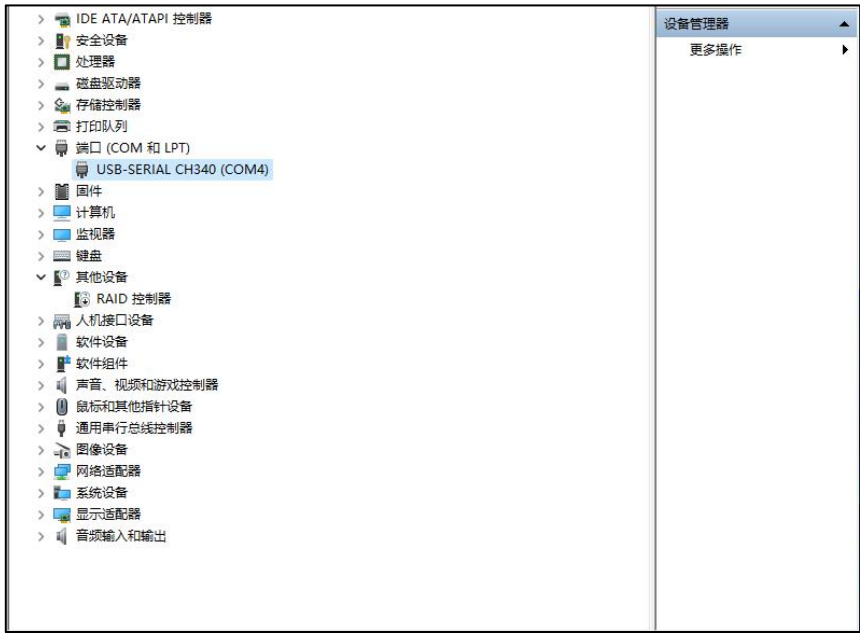 IDE ATA/ATAPI 控制器
安全设备
处理器
磁盘驱动器
存储控制器
打印队列
端口 (COM 和 LPT)
USB-SERIAL CH340 (COM4)
固件
计算机
监视器
键盘
其他设备
RAID 控制器
人机接口设备
软件设备
软件组件
声音、视频和游戏控制器
鼠标和其他指针设备
通用串行总线控制器
图像设备
网络适配器
系统设备
显示适配器
音频输入和输出
设备管理器
更多操作